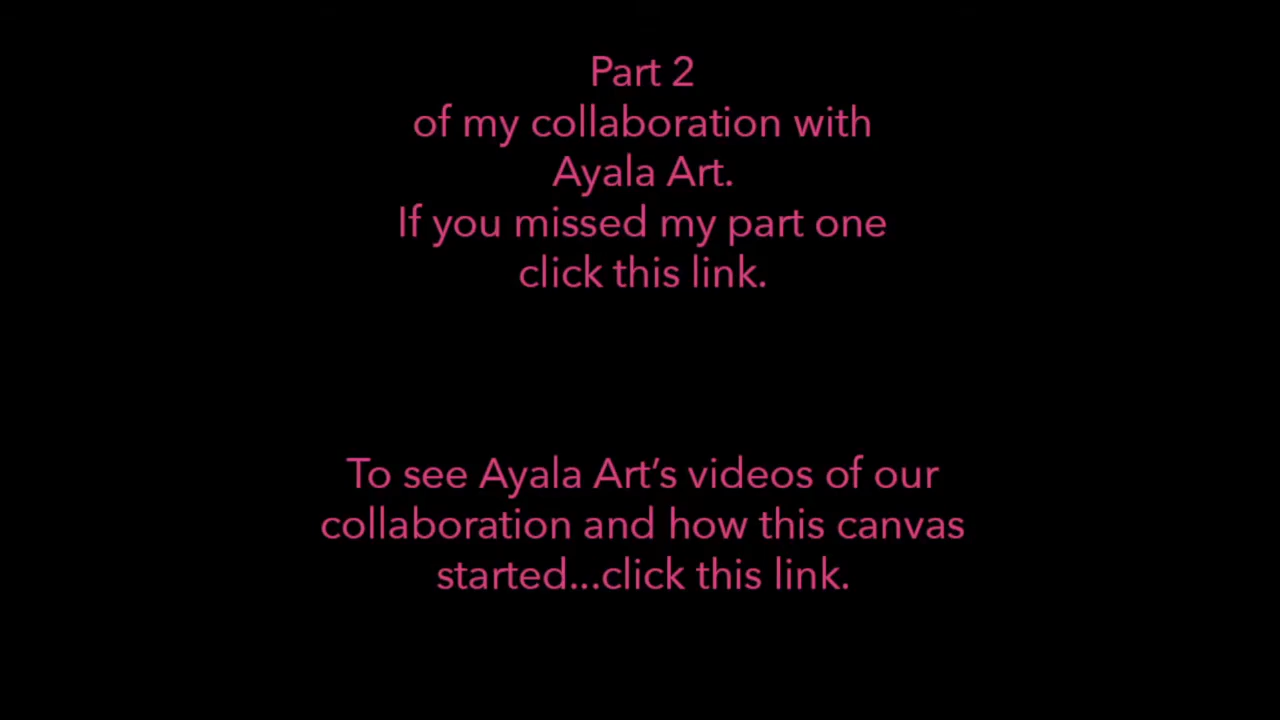 Part 2
of my collaboration with
Ayala Art.
If you missed my part one
click this link.
To see Ayala Art’s videos of our
collaboration and how this canvas
started...click this link.